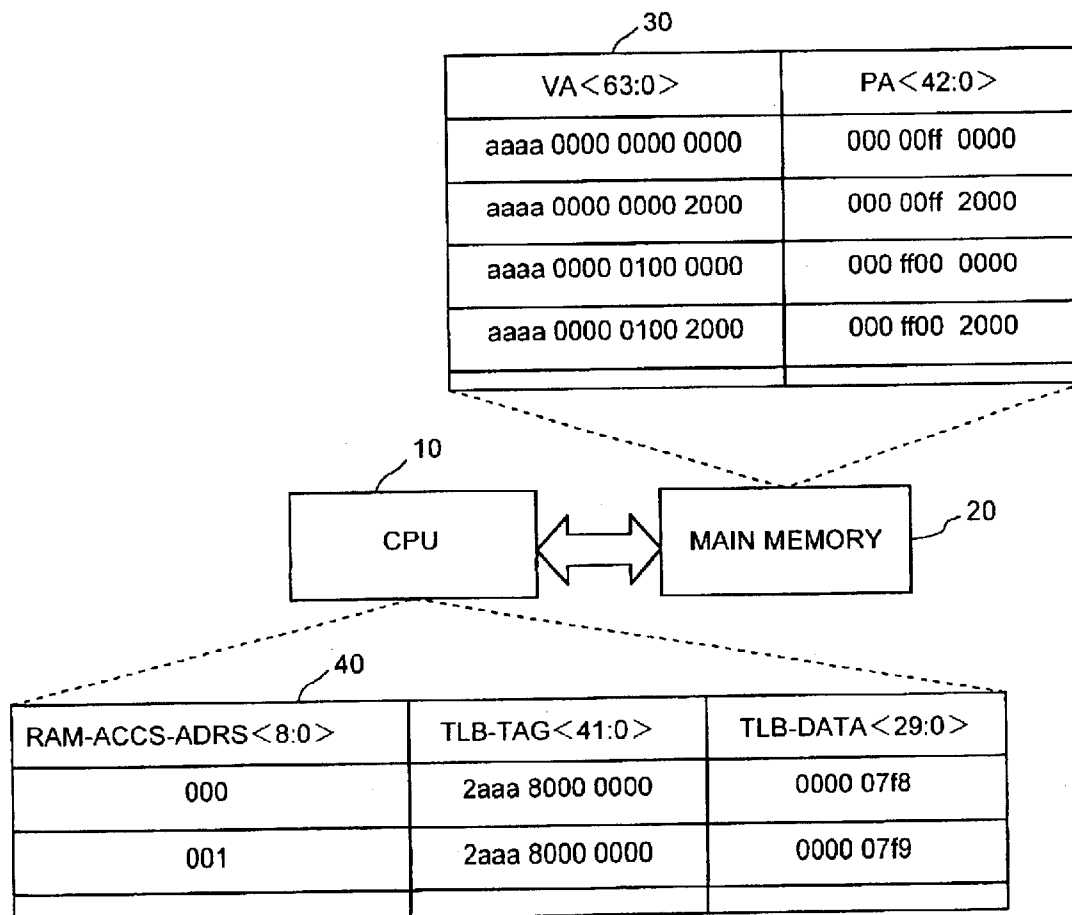 30
VA<63:0> PA<42:0>
aaaa 0000 0000 0000 000 00ff 0000
aaaa 0000 0000 2000 000 00ff 2000
aaaa 0000 0100 0000 000 ff00 0000
aaaa 0000 0100 2000 000 ff00 2000
10
CPU
MAIN MEMORY
20
40
RAM-ACCS-ADRS<8:0> TLB-TAG<41:0> TLB-DATA<29:0>
000 2aaa 8000 0000 0000 07f8
001 2aaa 8000 0000 0000 07f9